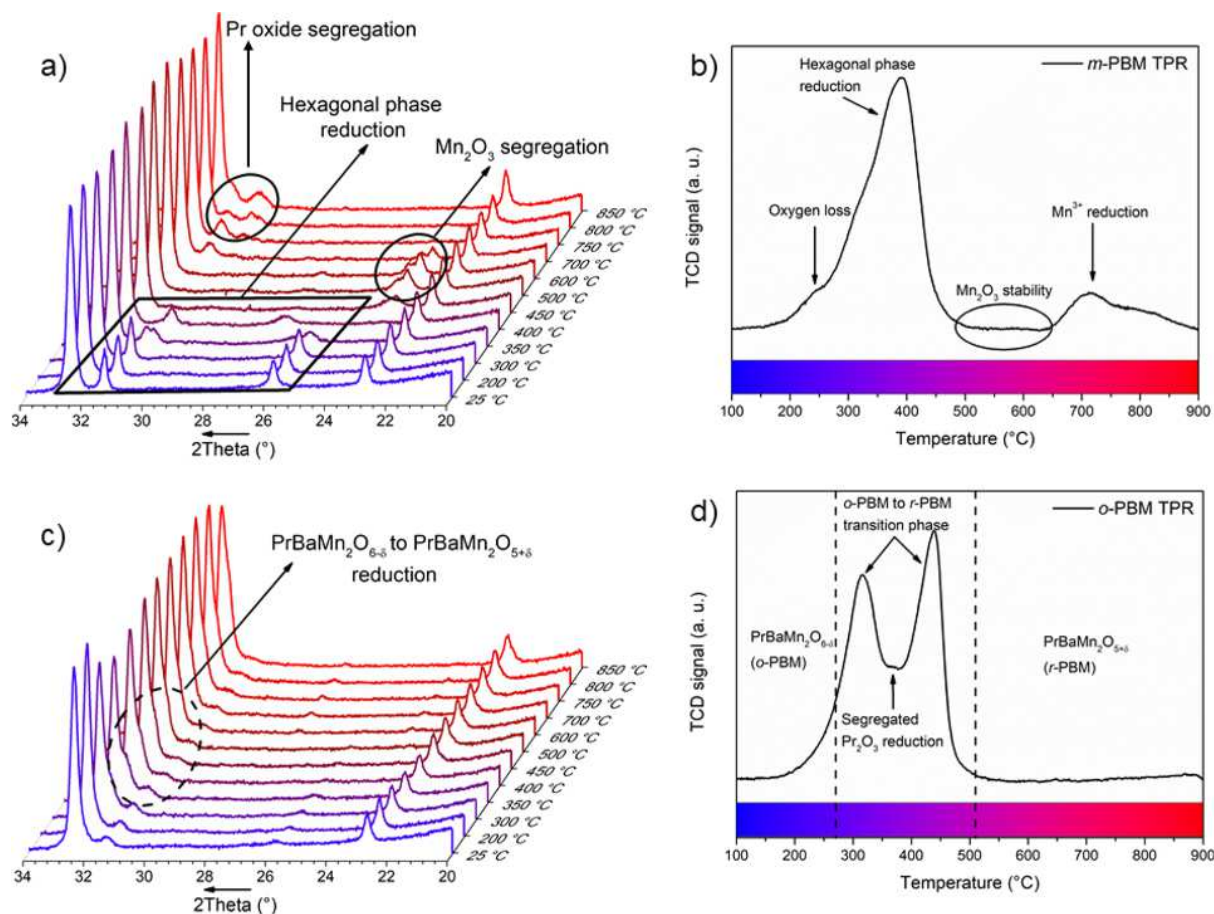 a)
Pr oxide segregation
Hexagonal phase
reduction
Mn₂O₃ segregation
850 °C
800 °C
750 °C
700 °C
600 °C
500 °C
450 °C
400 °C
350 °C
300 °C
200 °C
25 °C
34 32 30 28 26 24 22 20
2Theta (°)
b)
m-PBM TPR
Hexagonal phase
reduction
Oxygen loss
Mn³⁺ reduction
Mn₂O₃ stability
TCD signal (a. u.)
100 200 300 400 500 600 700 800 900
Temperature (°C)
c)
PrBaMn₂O₆₋δ to PrBaMn₂O₅₊δ
reduction
850 °C
800 °C
750 °C
700 °C
600 °C
500 °C
450 °C
400 °C
350 °C
300 °C
200 °C
25 °C
34 32 30 28 26 24 22 20
2Theta (°)
d)
o-PBM TPR
o-PBM to r-PBM
transition phase
PrBaMn₂O₆₋δ
(o-PBM)
PrBaMn₂O₅₊δ
(r-PBM)
Segregated
Pr₂O₃ reduction
TCD signal (a. u.)
100 200 300 400 500 600 700 800 900
Temperature (°C)